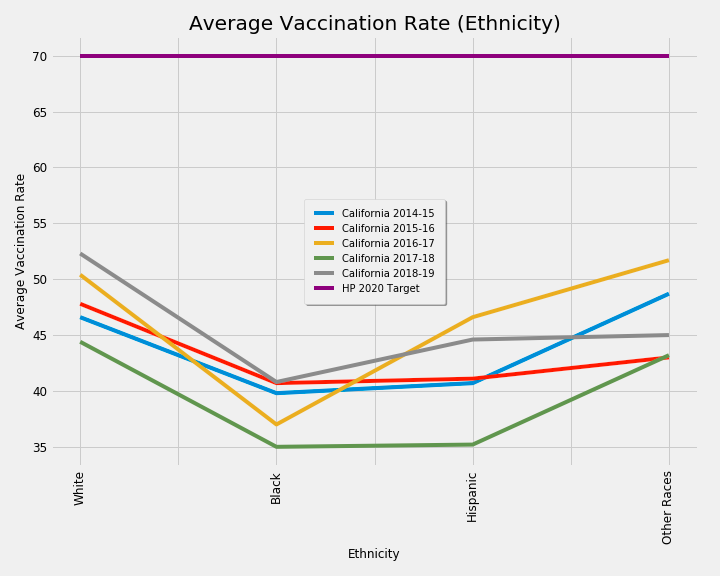 Average Vaccination Rate (Ethnicity)
70
65
60
55
50
45
40
35
Average Vaccination Rate
California 2014-15
California 2015-16
California 2016-17
California 2017-18
California 2018-19
HP 2020 Target
White
Black
Hispanic
Other Races
Ethnicity